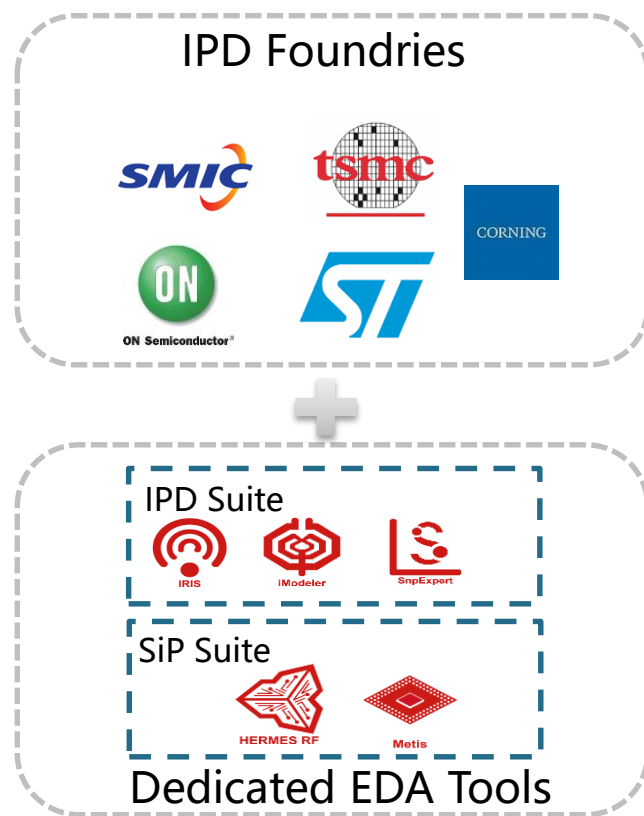 IPD Foundries
SMIC
tsmc
CORNING
ON
ON Semiconductor®
ST
IPD Suite
IRIS
iModeler
S
SnpExpert
SiP Suite
HERMES RF
Metis
Dedicated EDA Tools